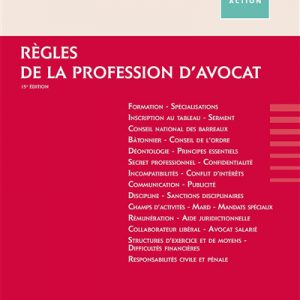 ACTION
RÈGLES
DE LA PROFESSION D'AVOCAT
15e ÉDITION
FORMATION - SPÉCIALISATIONS
INSCRIPTION AU TABLEAU - SERMENT
CONSEIL NATIONAL DES BARREAUX
BÂTONNIER - CONSEIL DE L'ORDRE
DÉONTOLOGIE - PRINCIPES ESSENTIELS
SECRET PROFESSIONNEL - CONFIDENTIALITÉ
INCOMPATIBILITÉS - CONFLIT D'INTÉRÊTS
COMMUNICATION - PUBLICITÉ
DISCIPLINE - SANCTIONS DISCIPLINAIRES
CHAMPS D'ACTIVITÉS - MARD - MANDATS SPÉCIAUX
RÉMUNÉRATION - AIDE JURIDICTIONNELLE
COLLABORATEUR LIBÉRAL - AVOCAT SALARIÉ
STRUCTURES D'EXERCICE ET DE MOYENS -
DIFFICULTÉS FINANCIÈRES
RESPONSABILITÉS CIVILE ET PÉNALE